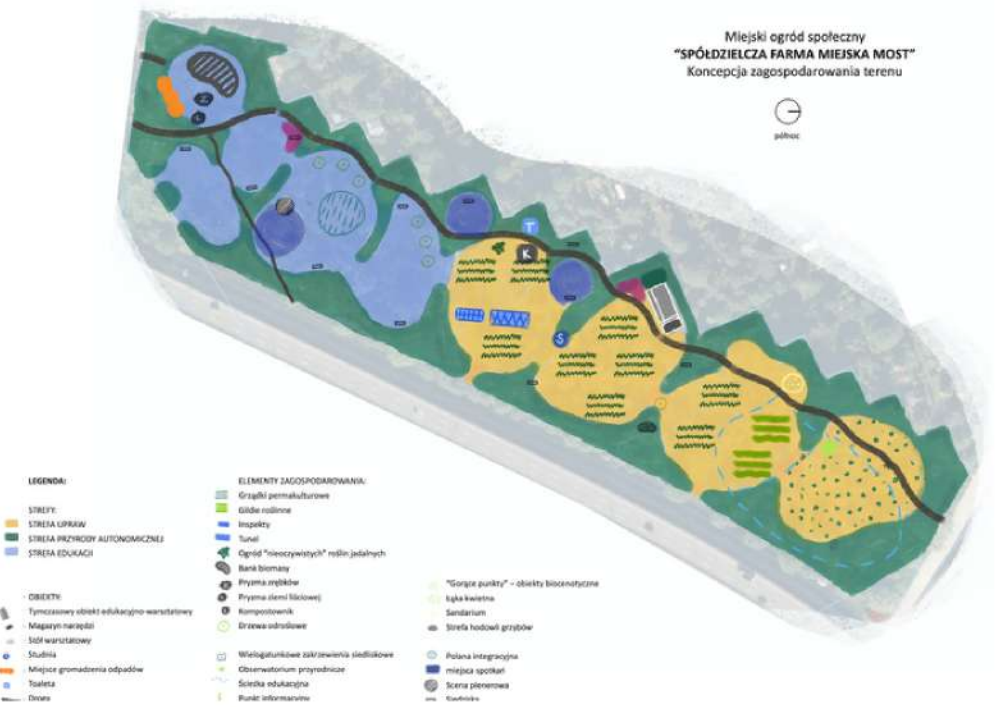 Miejski ogród społeczny
"SPÓŁDZIELCZA FARMA MIEJSKA MOST"
Koncepcja zagospodarowania terenu
północ
T
K
S
LEGENDA:
STREFY:
STREFA UPRAW
STREFA PRZYRODY AUTONOMICZNEJ
STREFA EDUKACJI
OBIEKTY:
Tymczasowy obiekt edukacyjno-warsztatowy
Magazyn narzędzi
Stół warsztatowy
Studnia
Miejsce gromadzenia odpadów
Toaleta
Droga
ELEMENTY ZAGOSPODAROWANIA:
Grządki permakulturowe
Gildie roślinne
Inspekty
Tunel
Ogród "nieoczywistych" roślin jadalnych
Bank biomasy
Pryzma zrębków
Pryzma ziemi liściowej
Kompostownik
Drzewa odroślowe
Wielogatunkowe zakrzewienia siedliskowe
Obserwatorium przyrodnicze
Ścieżka edukacyjna
Punkt informacyjny
"Gorące punkty" – obiekty biocenotyczne
Łąka kwietna
Sandarium
Strefa hodowli grzybów
Polana integracyjna
miejsca spotkań
Scena plenerowa
Siedziska